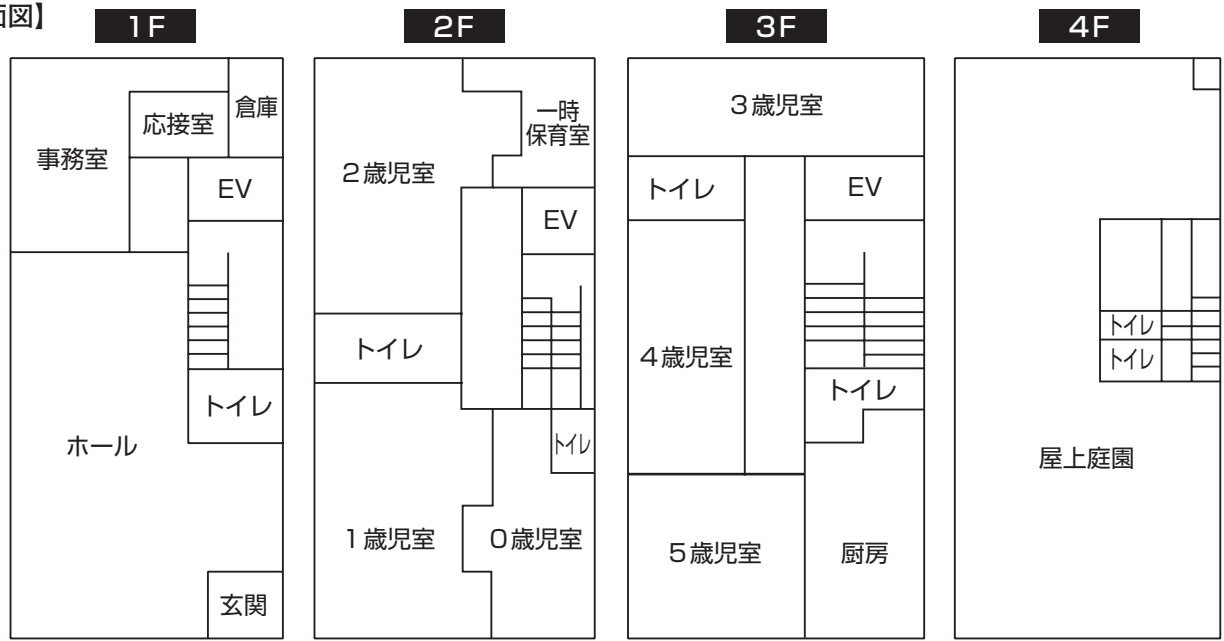 面図】
1F
倉庫
応接室
事務室
EV
トイレ
ホール
玄関
2F
一時
保育室
2歳児室
EV
トイレ
トイレ
1歳児室
0歳児室
3F
3歳児室
トイレ
EV
4歳児室
トイレ
5歳児室
厨房
4F
トイレ
トイレ
屋上庭園